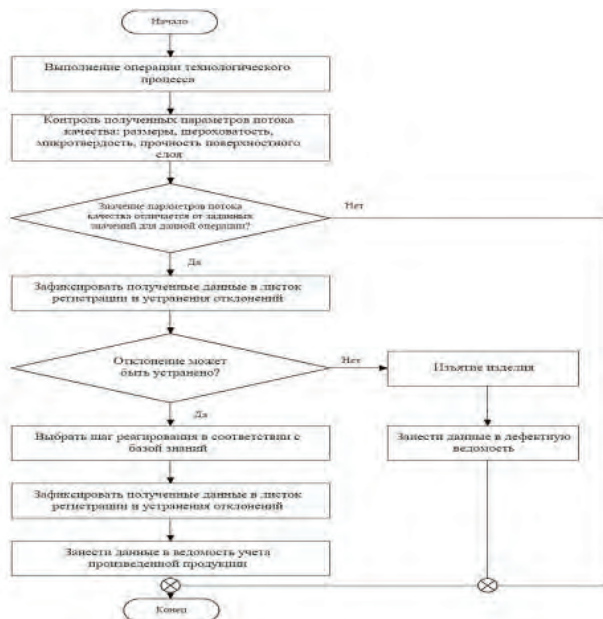 Начало
Выполнение операции технологического
процесса
Контроль полученных параметров потока
качества: размеры, шероховатость,
микротвердость, прочность поверхностного
слоя
Значение параметров потока
качества отличается от заданных
значений для данной операции?
Нет
Да
Зафиксировать полученные данные в листок
регистрации и устранения отклонений
Отклонение может
быть устранено?
Нет
Изъятие изделия
Да
Выбрать шаг реагирования в соответствии с
базой знаний
Занести данные в дефектную
ведомость
Зафиксировать полученные данные в листок
регистрации и устранения отклонений
Занести данные в ведомость учета
произведенной продукции
Конец